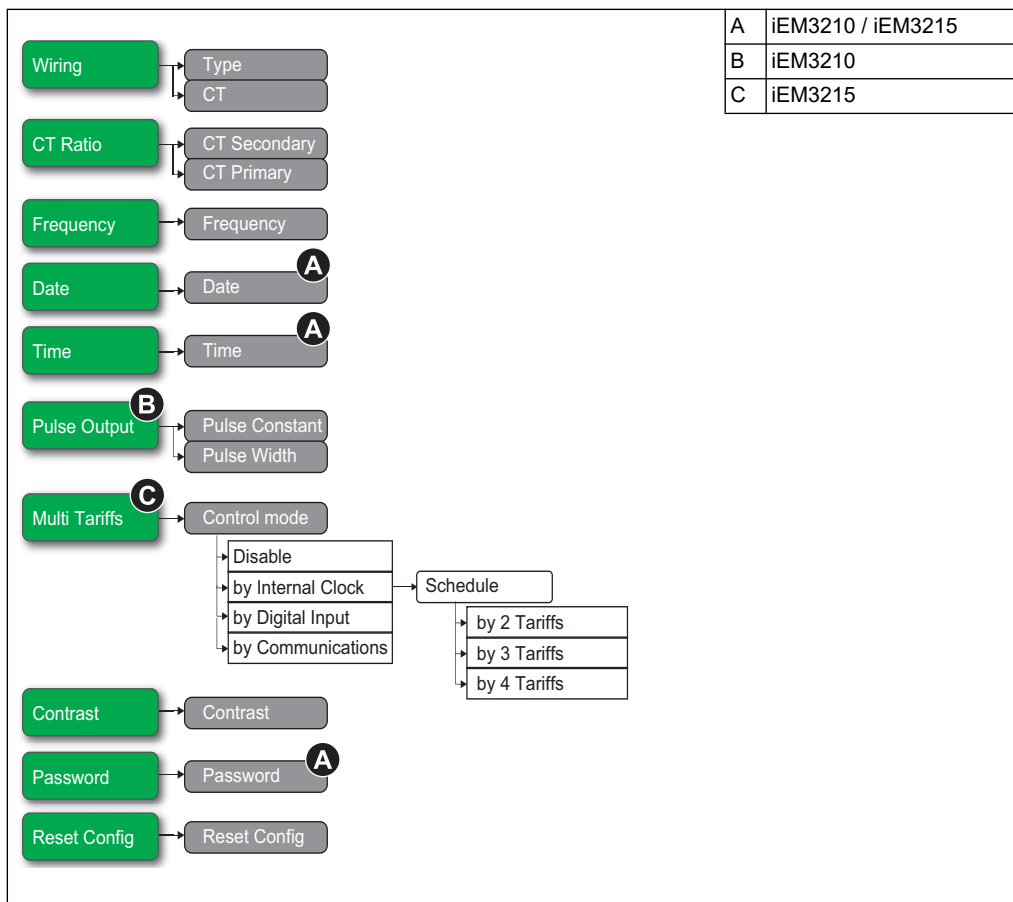 A iEM3210 / iEM3215
B iEM3210
C iEM3215
Wiring
Type
CT
CT Ratio
CT Secondary
CT Primary
Frequency
Frequency
Date
Date
A
Time
Time
A
Pulse Output
B
Pulse Constant
Pulse Width
Multi Tariffs
C
Control mode
Disable
by Internal Clock
by Digital Input
by Communications
Schedule
by 2 Tariffs
by 3 Tariffs
by 4 Tariffs
Contrast
Contrast
Password
Password
A
Reset Config
Reset Config